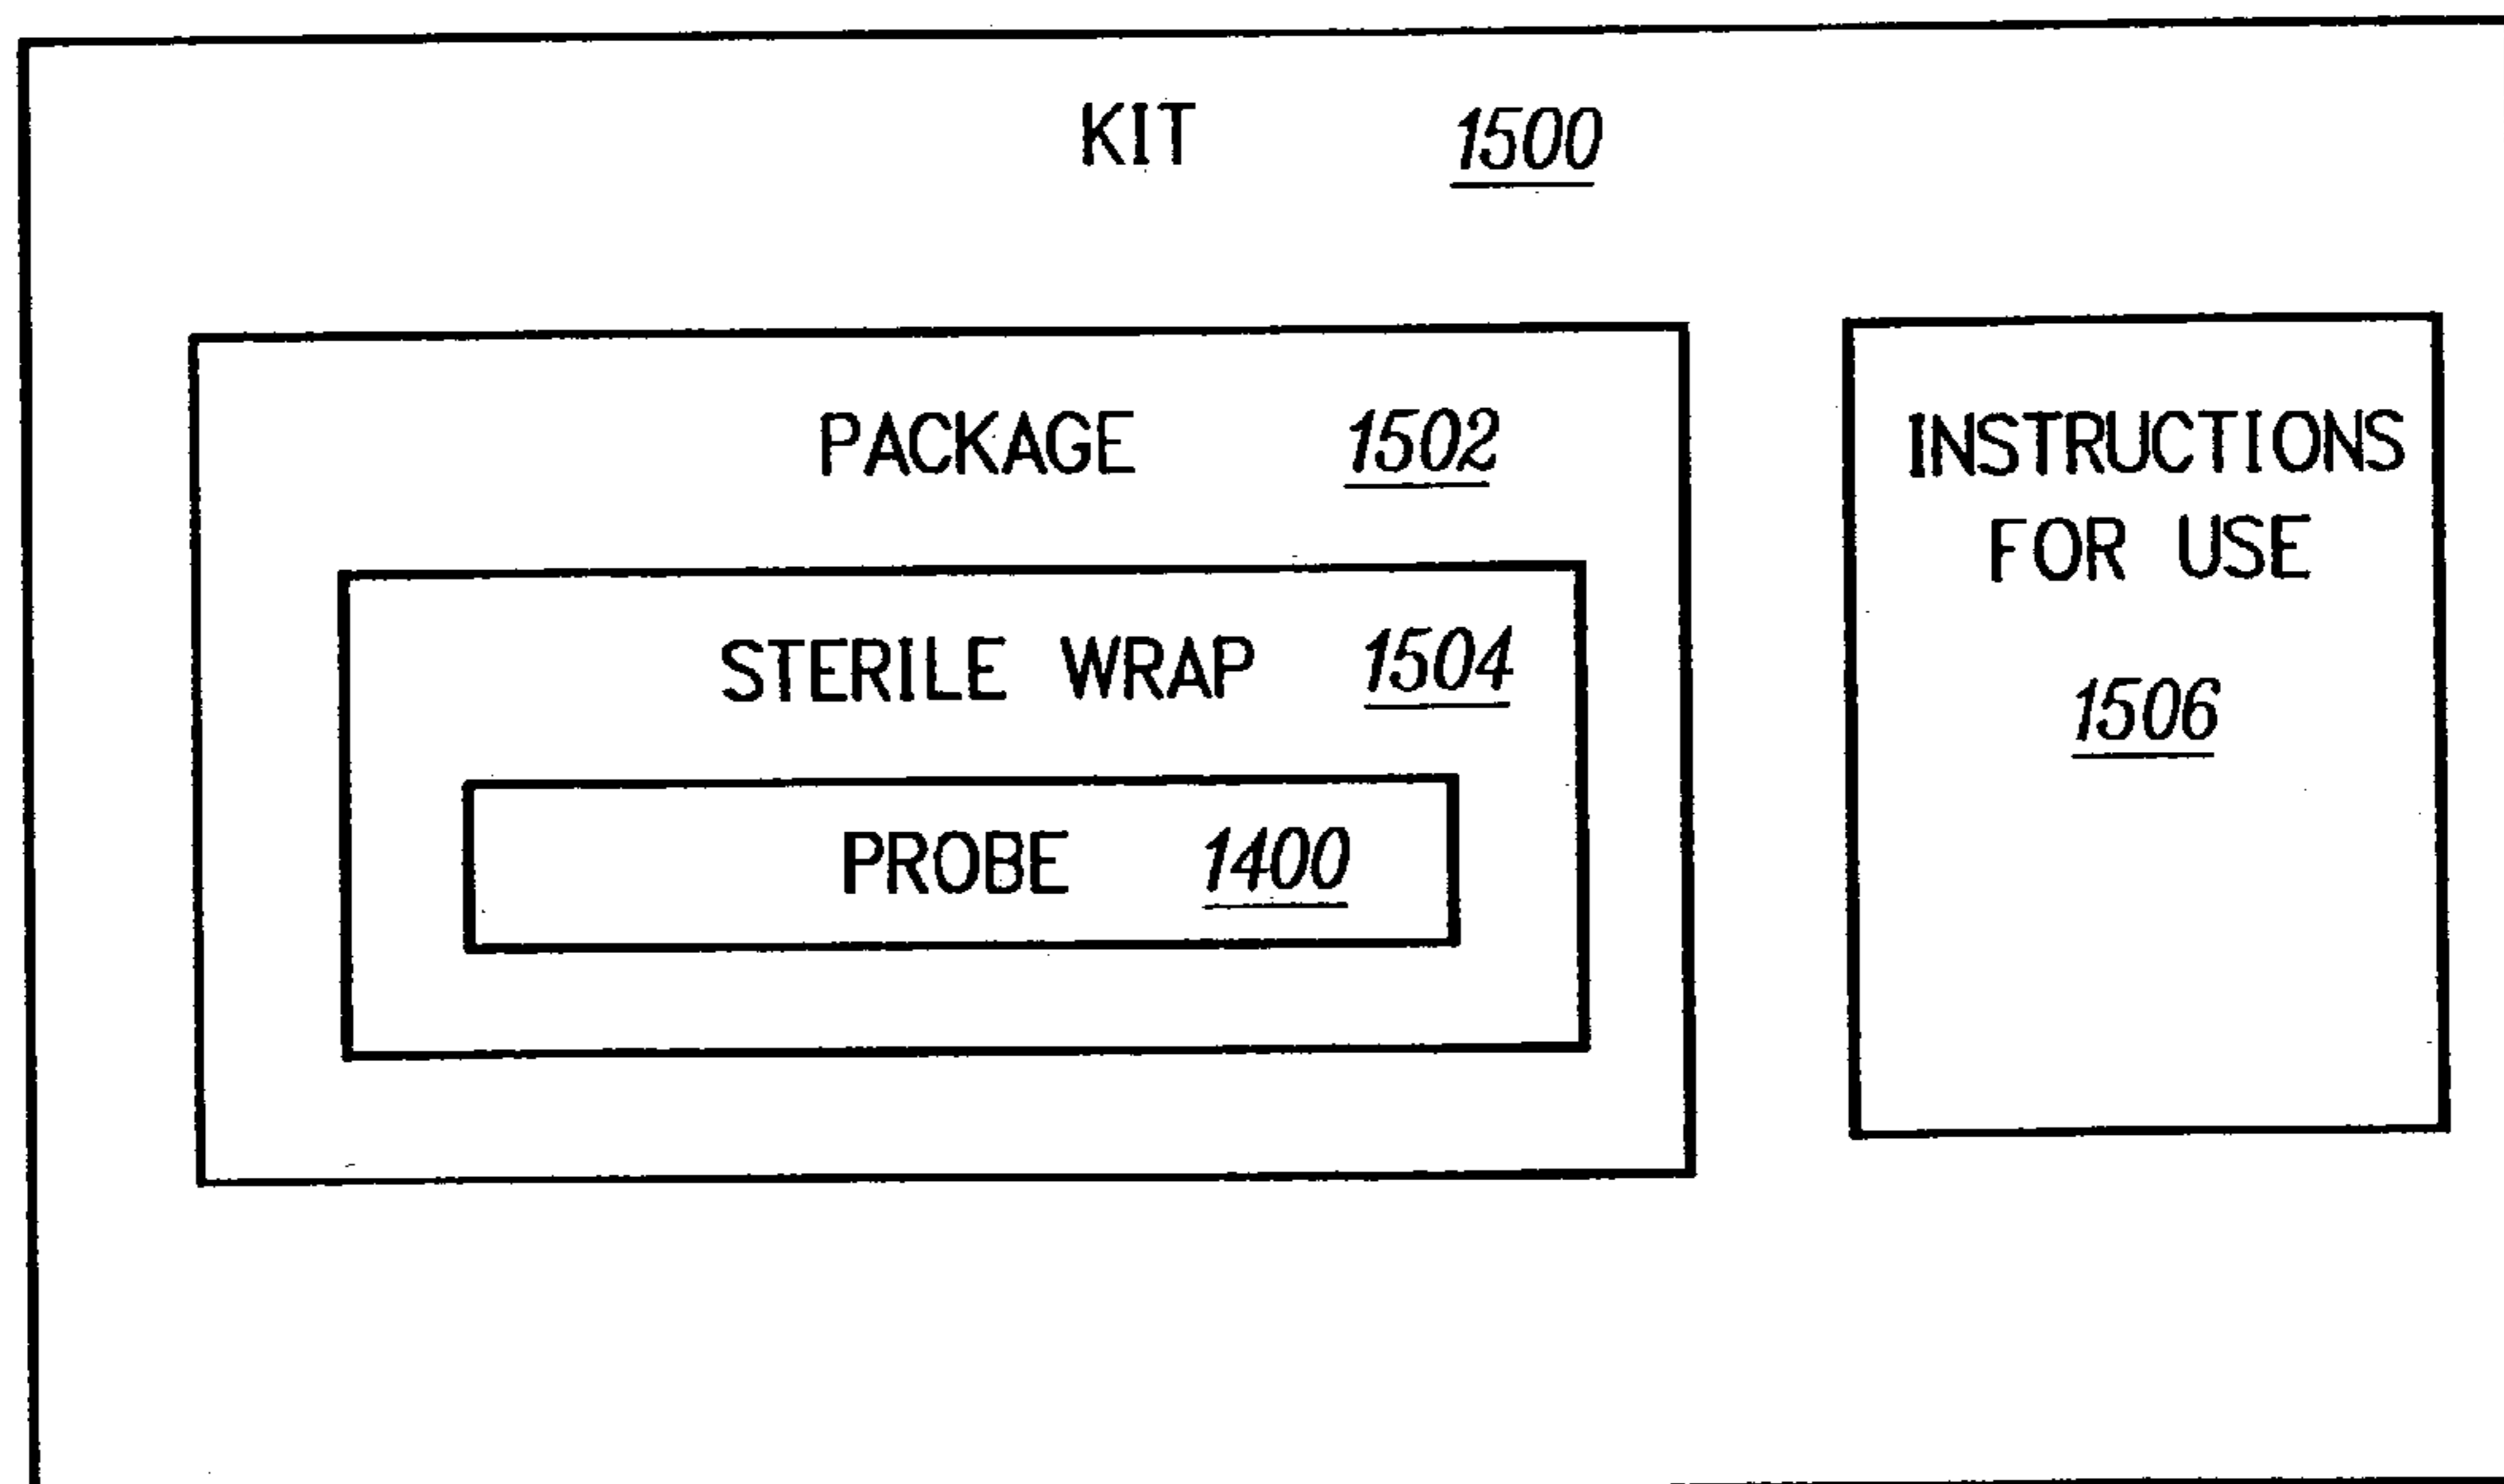 KIT 1500
PACKAGE 1502
STERILE WRAP 1504
PROBE 1400
INSTRUCTIONS
FOR USE
1506